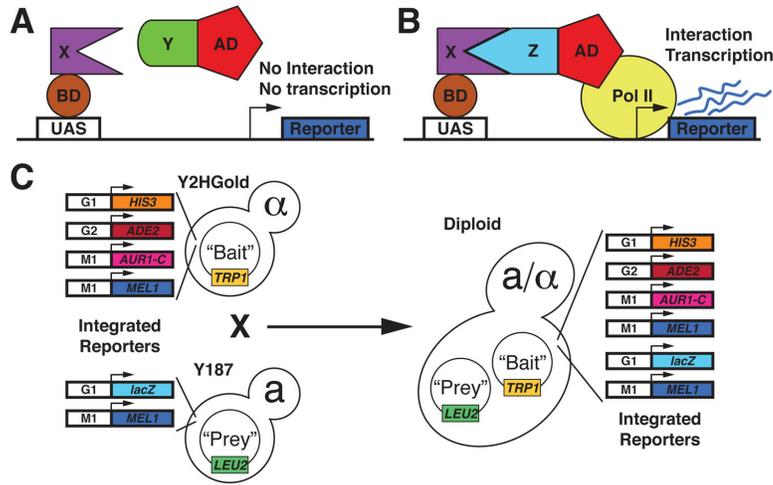 A
X
Y
AD
BD
UAS
No Interaction
No transcription
Reporter
B
X
Z
AD
BD
UAS
Pol II
Interaction
Transcription
Reporter
C
Y2HGold
G1 HIS3
G2 ADE2
M1 AUR1-C
M1 MEL1
α
“Bait”
TRP1
Integrated
Reporters
X
Y187
G1 lacZ
M1 MEL1
a
“Prey”
LEU2
Diploid
a/α
“Bait”
TRP1
“Prey”
LEU2
G1 HIS3
G2 ADE2
M1 AUR1-C
M1 MEL1
G1 lacZ
M1 MEL1
Integrated
Reporters